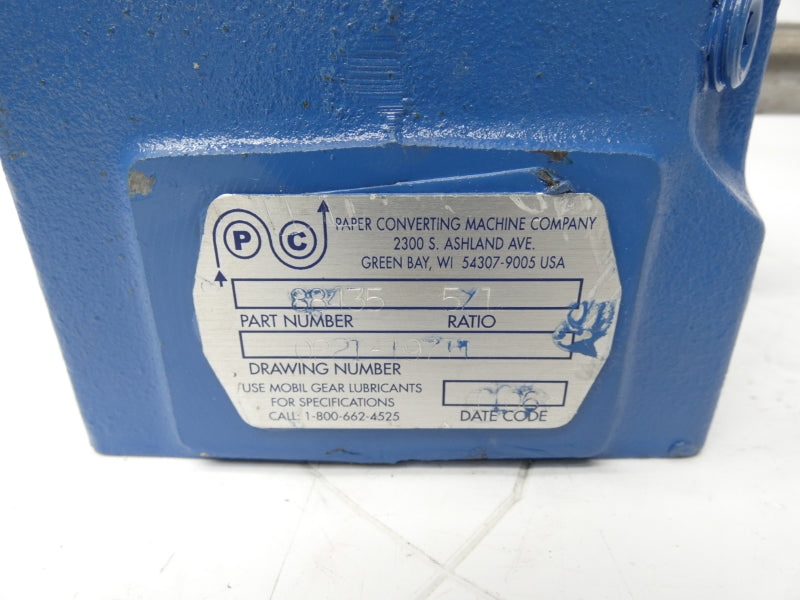 P C
PAPER CONVERTING MACHINE COMPANY
2300 S. ASHLAND AVE.
GREEN BAY, WI 54307-9005 USA
88135
PART NUMBER RATIO
DRAWING NUMBER
USE MOBIL GEAR LUBRICANTS
FOR SPECIFICATIONS
CALL: 1-800-662-4525
DATE CODE